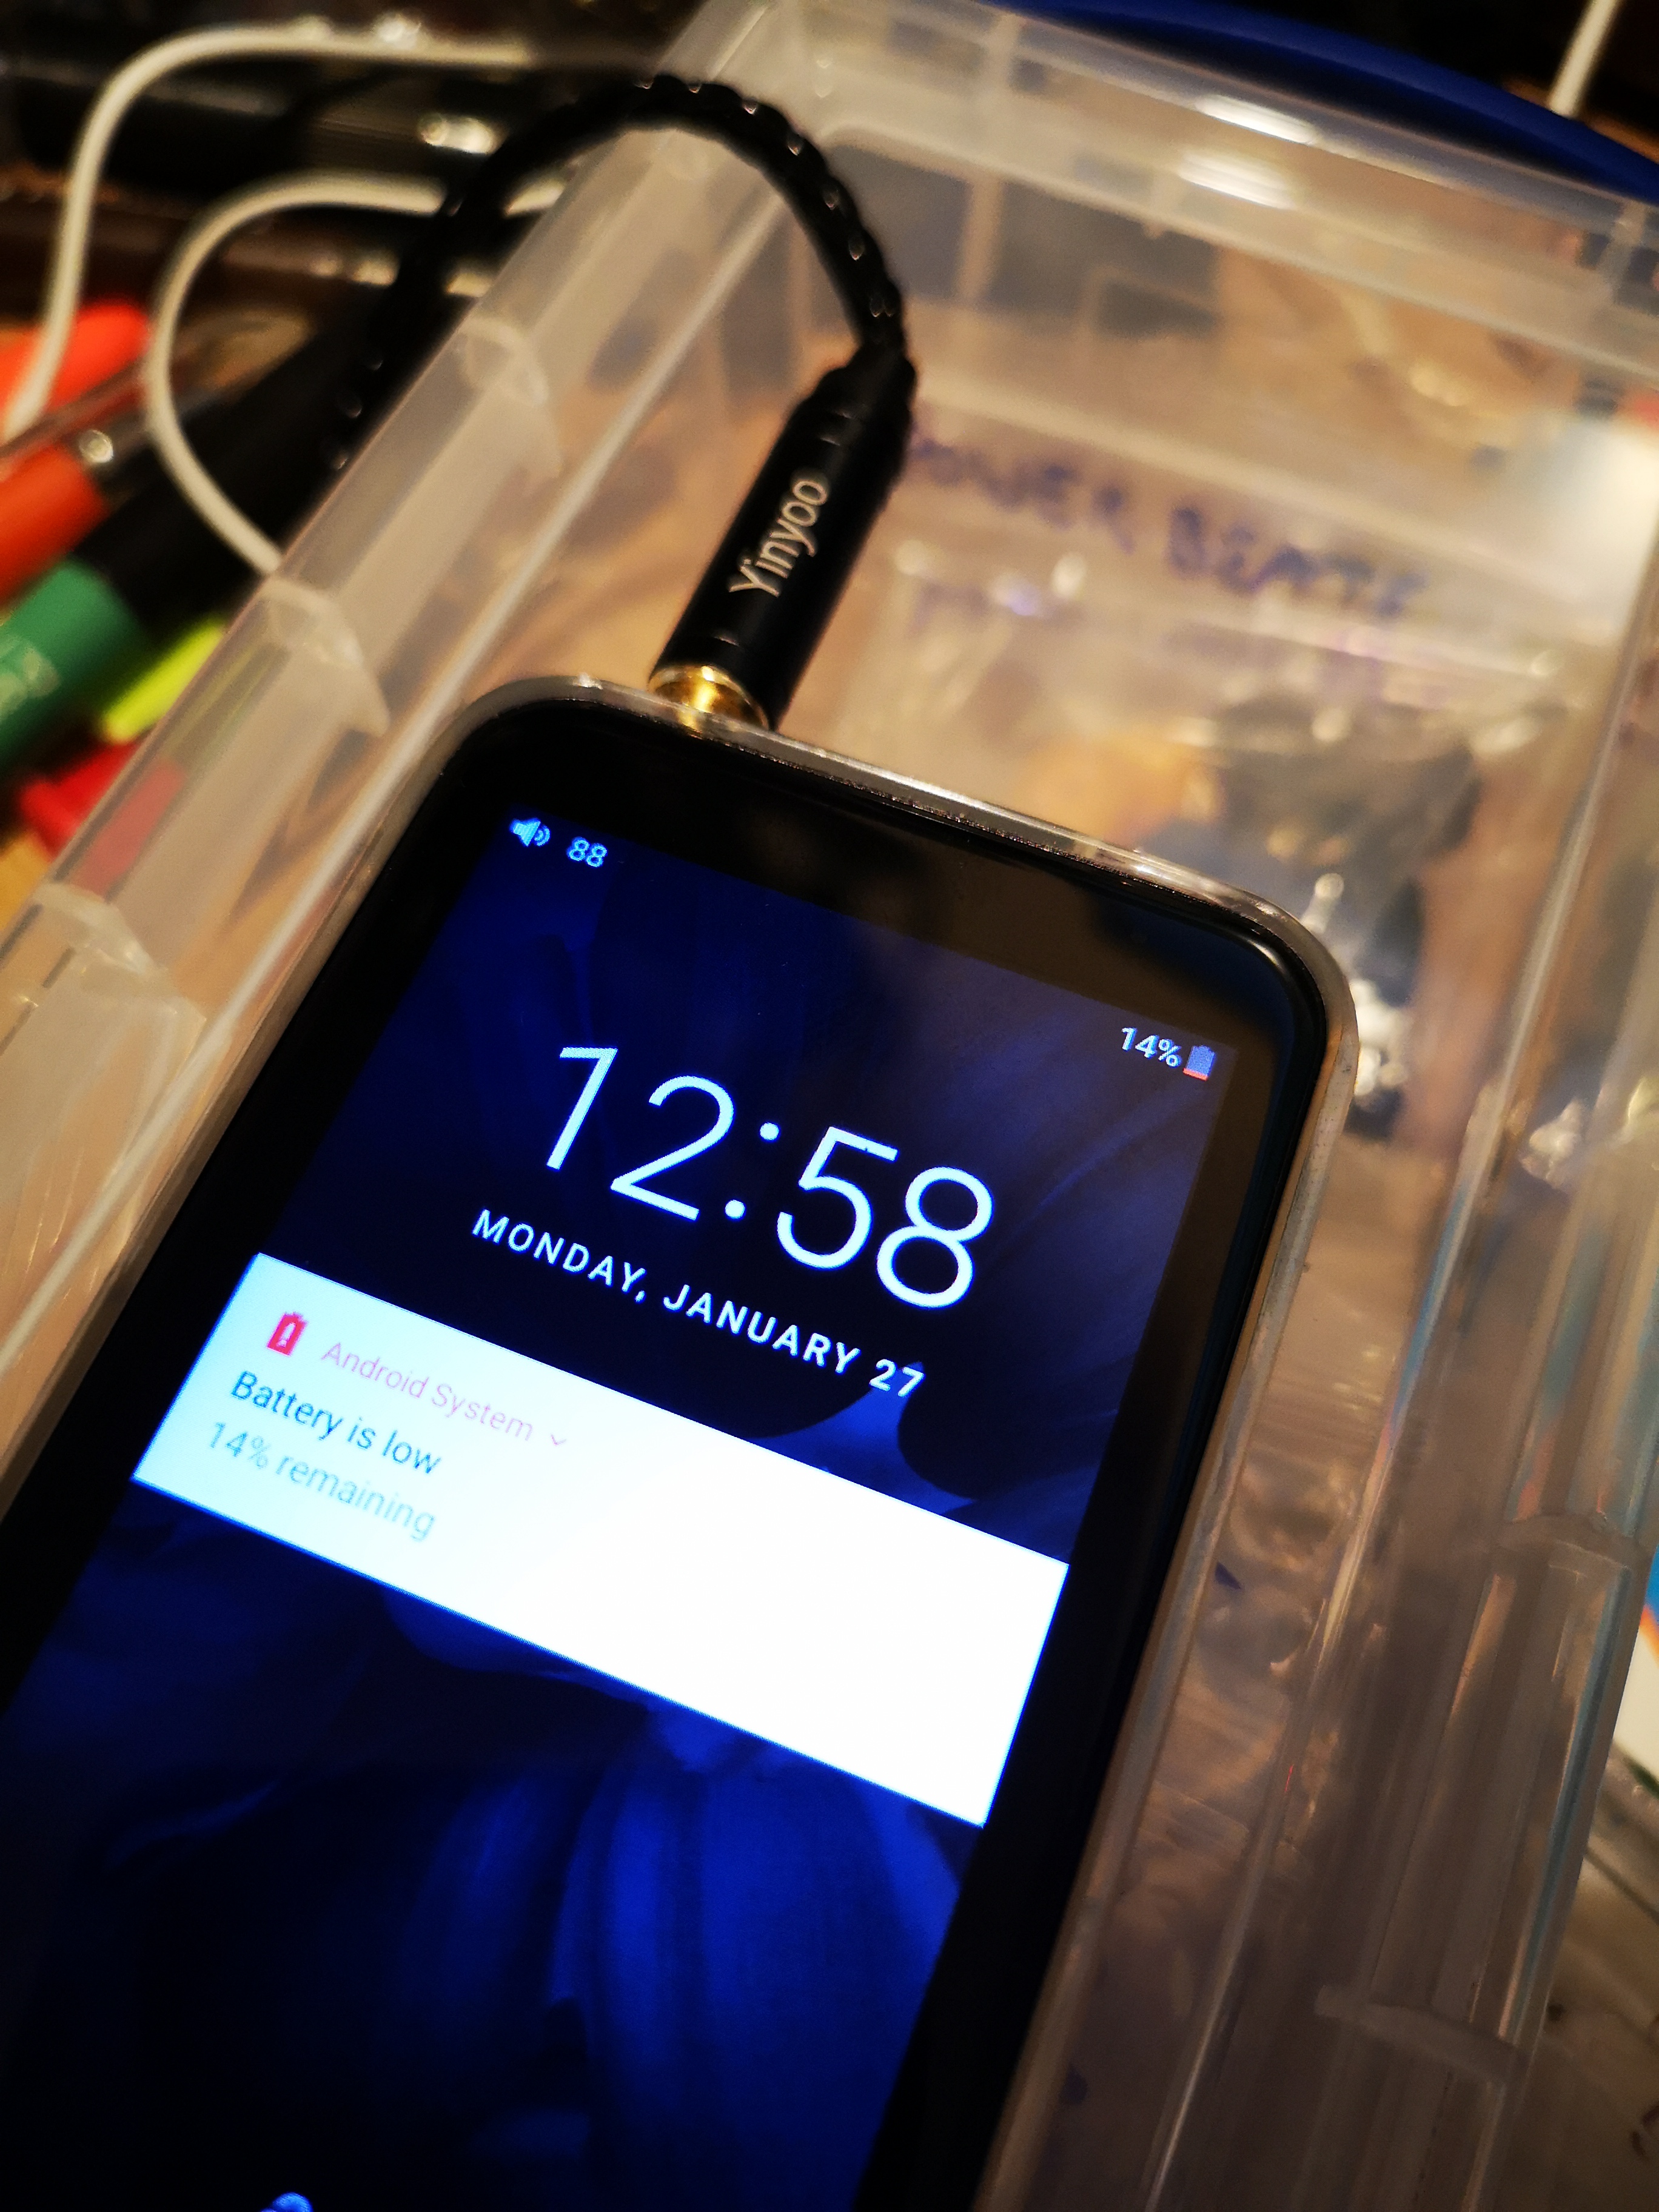 Yinyoo
88
14%
12:58
MONDAY, JANUARY 27
Android System
Battery is low
14% remaining